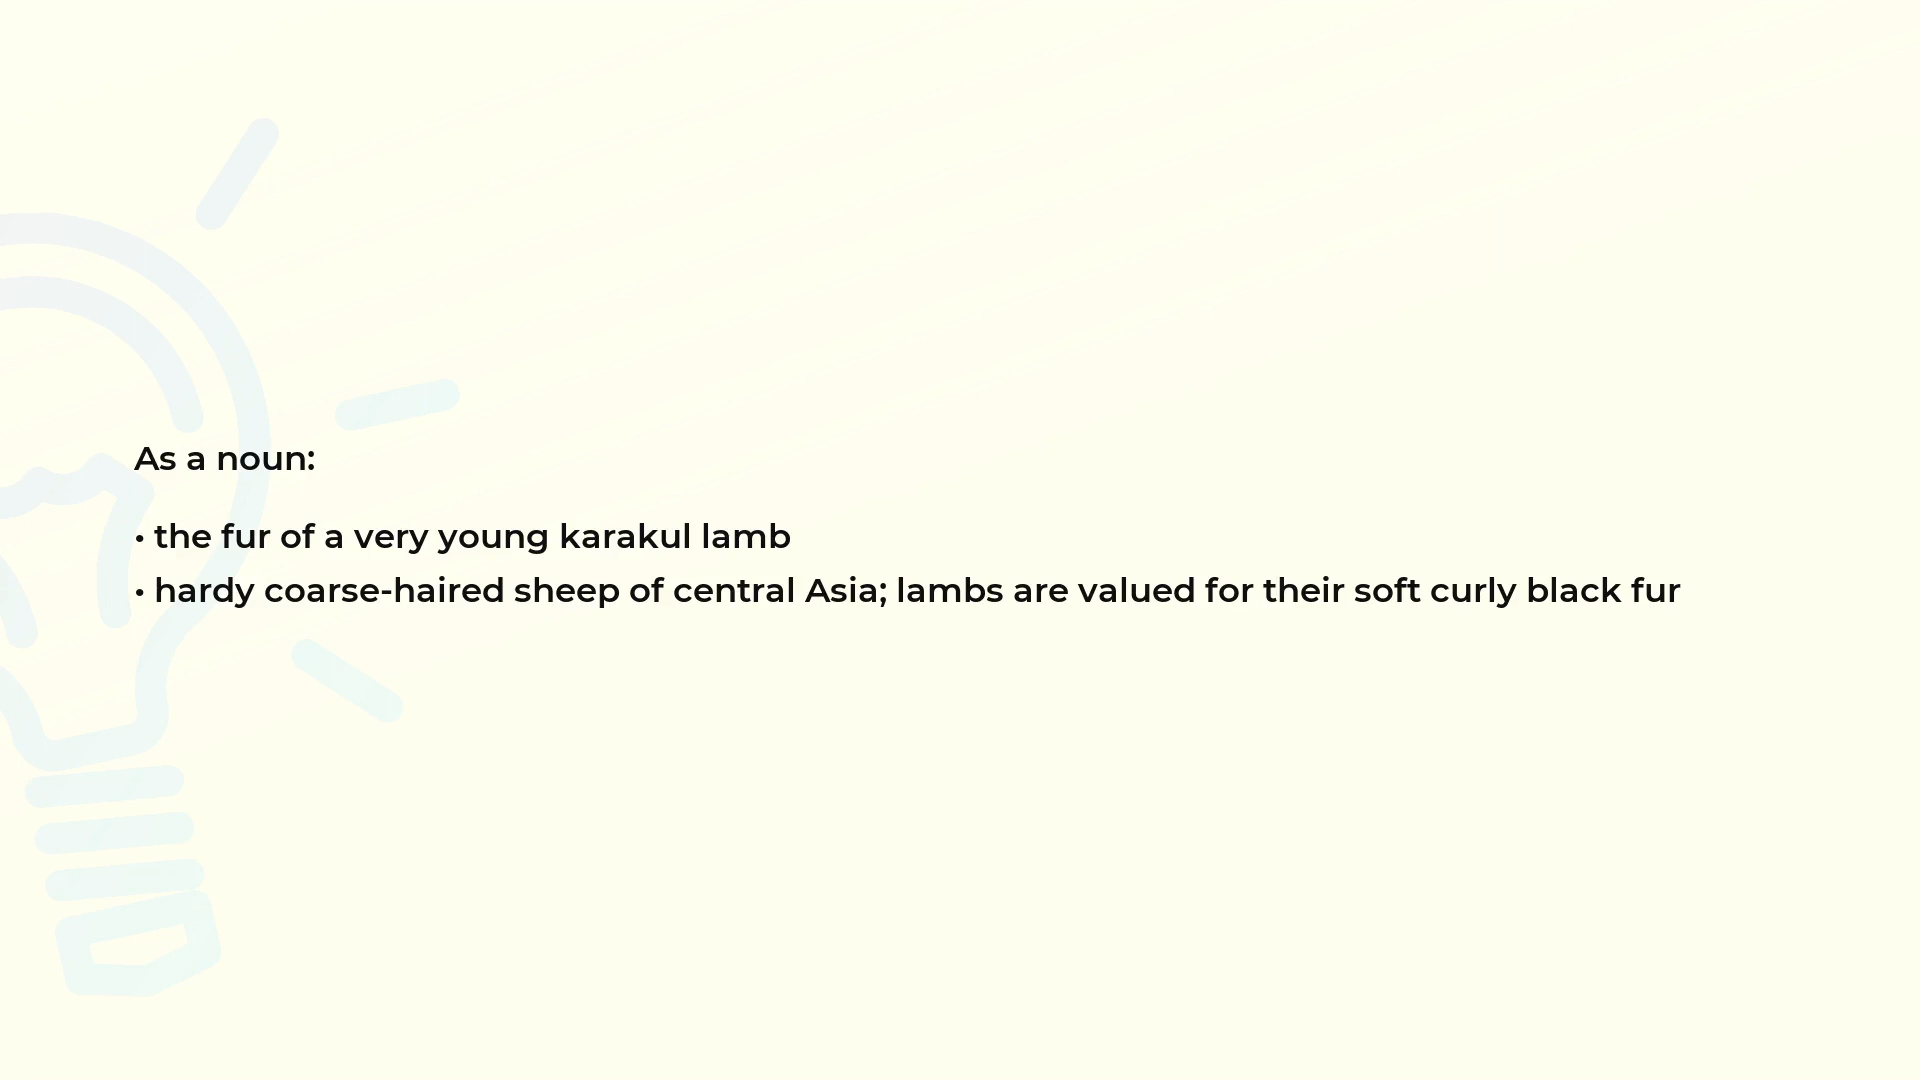 As a noun:
• the fur of a very young karakul lamb
• hardy coarse-haired sheep of central Asia; lambs are valued for their soft curly black fur